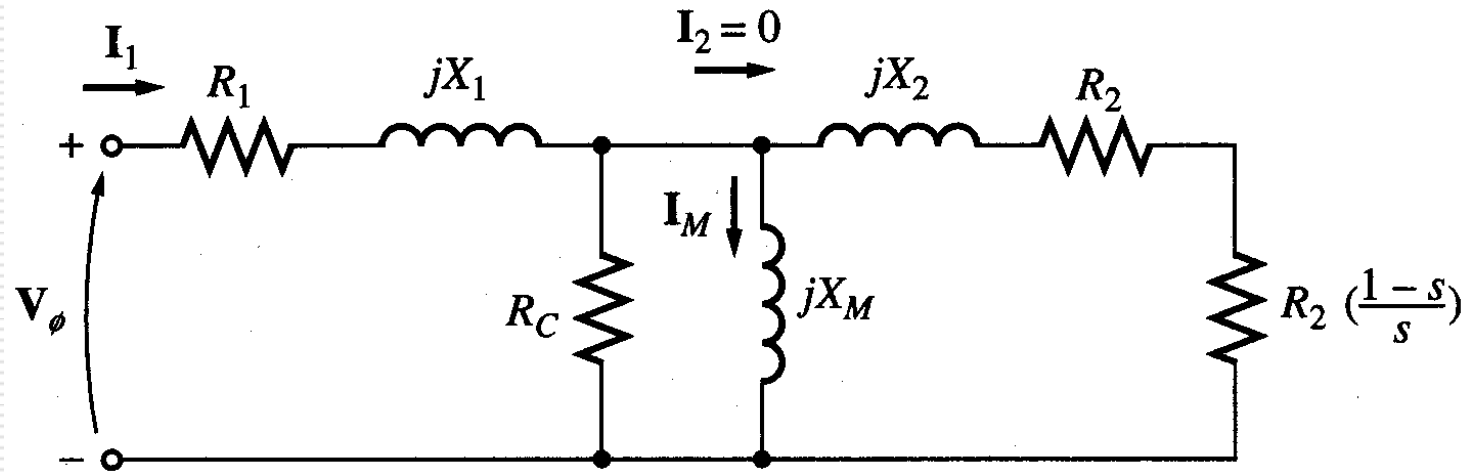 I₁
R₁
jX₁
I₂ = 0
jX₂
R₂
+
I_M
V_ϕ
R_C
jX_M
R₂ (1 − s / s)
−